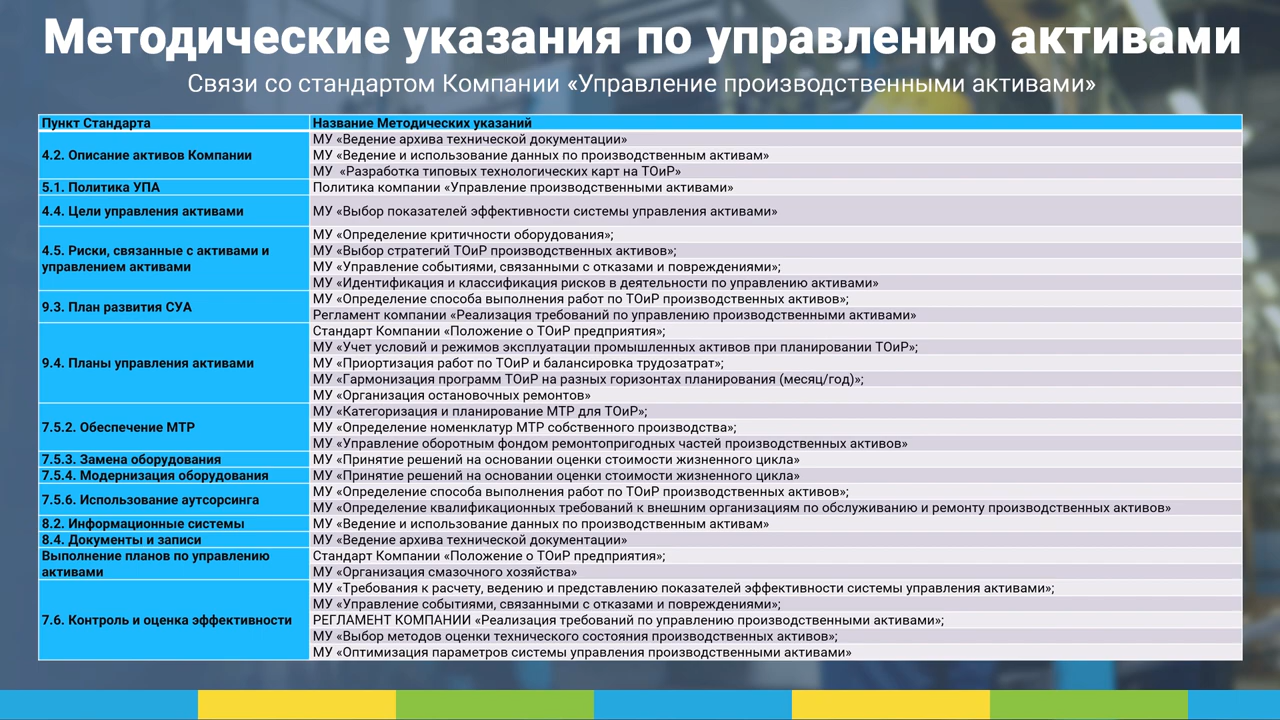 Методические указания по управлению активами
Связи со стандартом Компании «Управление производственными активами»
Пункт Стандарта
Название Методических указаний
4.2. Описание активов Компании
МУ «Ведение архива технической документации»
МУ «Ведение и использование данных по производственным активам»
МУ «Разработка типовых технологических карт на ТОиР»
5.1. Политика УПА
Политика компании «Управление производственными активами»
4.4. Цели управления активами
МУ «Выбор показателей эффективности системы управления активами»
4.5. Риски, связанные с активами и
управлением активами
МУ «Определение критичности оборудования»;
МУ «Выбор стратегий ТОиР производственных активов»;
МУ «Управление событиями, связанными с отказами и повреждениями»;
МУ «Идентификация и классификация рисков в деятельности по управлению активами»
9.3. План развития СУА
МУ «Определение способа выполнения работ по ТОиР производственных активов»;
Регламент компании «Реализация требований по управлению производственными активами»
9.4. Планы управления активами
Стандарт Компании «Положение о ТОиР предприятия»;
МУ «Учет условий и режимов эксплуатации промышленных активов при планировании ТОиР»;
МУ «Приортизация работ по ТОиР и балансировка трудозатрат»;
МУ «Гармонизация программ ТОиР на разных горизонтах планирования (месяц/год)»;
МУ «Организация остановочных ремонтов»
7.5.2. Обеспечение МТР
МУ «Категоризация и планирование МТР для ТОиР»;
МУ «Определение номенклатур МТР собственного производства»;
МУ «Управление оборотным фондом ремонтопригодных частей производственных активов»
7.5.3. Замена оборудования
МУ «Принятие решений на основании оценки стоимости жизненного цикла»
7.5.4. Модернизация оборудования
МУ «Принятие решений на основании оценки стоимости жизненного цикла»
7.5.6. Использование аутсорсинга
МУ «Определение способа выполнения работ по ТОиР производственных активов»;
МУ «Определение квалификационных требований к внешним организациям по обслуживанию и ремонту производственных активов»
8.2. Информационные системы
МУ «Ведение и использование данных по производственным активам»
8.4. Документы и записи
МУ «Ведение архива технической документации»
Выполнение планов по управлению
активами
Стандарт Компании «Положение о ТОиР предприятия»;
МУ «Организация смазочного хозяйства»
7.6. Контроль и оценка эффективности
МУ «Требования к расчету, ведению и представлению показателей эффективности системы управления активами»;
МУ «Управление событиями, связанными с отказами и повреждениями»;
РЕГЛАМЕНТ КОМПАНИИ «Реализация требований по управлению производственными активами»;
МУ «Выбор методов оценки технического состояния производственных активов»;
МУ «Оптимизация параметров системы управления производственными активами»